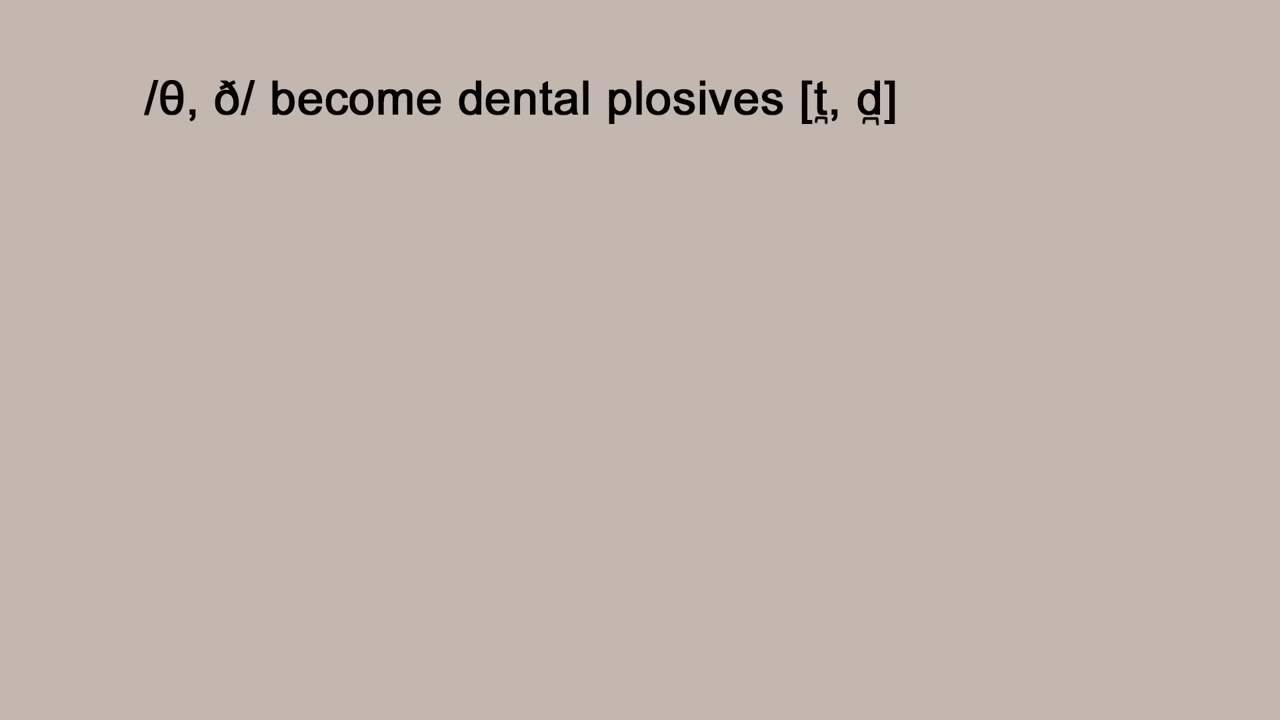 /θ, ð/ become dental plosives [t̪, d̪]